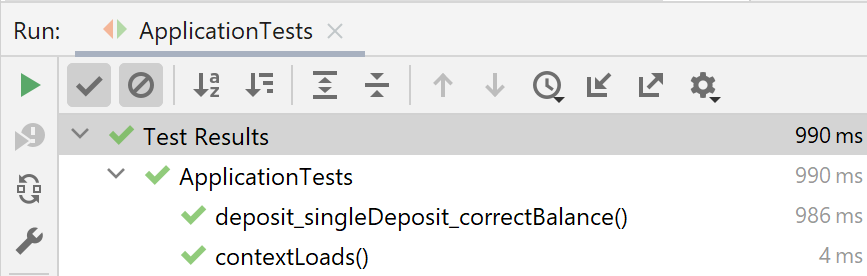 Run: ApplicationTests
Test Results 990 ms
ApplicationTests 990 ms
deposit_singleDeposit_correctBalance() 986 ms
contextLoads() 4 ms